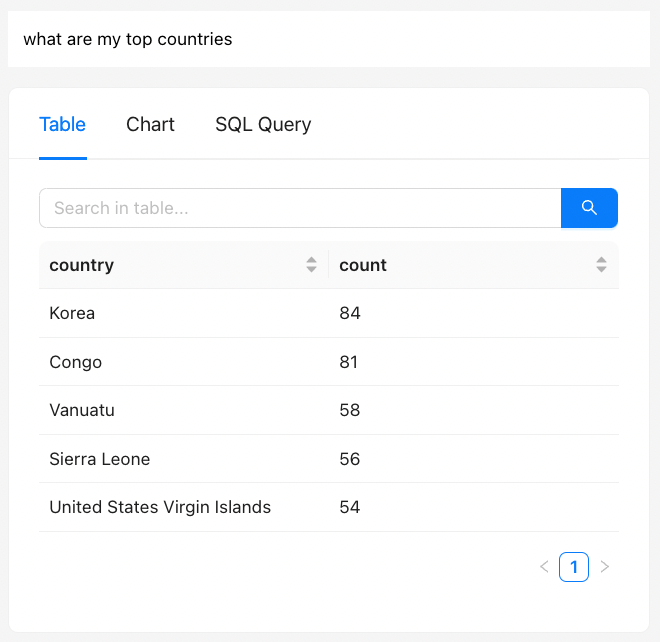 what are my top countries
Table Chart SQL Query
Search in table...
country count
Korea 84
Congo 81
Vanuatu 58
Sierra Leone 56
United States Virgin Islands 54
< 1 >